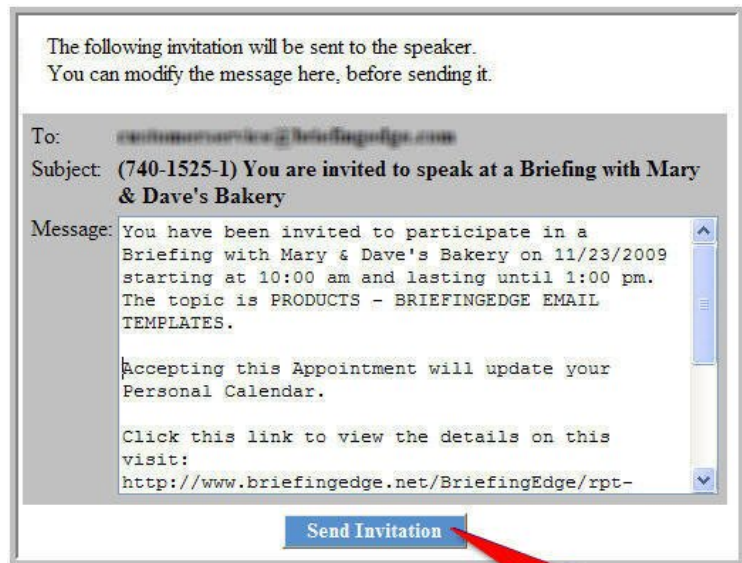 The following invitation will be sent to the speaker.
You can modify the message here, before sending it.
To:
Subject: (740-1525-1) You are invited to speak at a Briefing with Mary
& Dave's Bakery
Message: You have been invited to participate in a
Briefing with Mary & Dave's Bakery on 11/23/2009
starting at 10:00 am and lasting until 1:00 pm.
The topic is PRODUCTS - BRIEFINGEDGE EMAIL
TEMPLATES.
Accepting this Appointment will update your
Personal Calendar.
Click this link to view the details on this
visit:
http://www.briefingedge.net/BriefingEdge/rpt-
Send Invitation